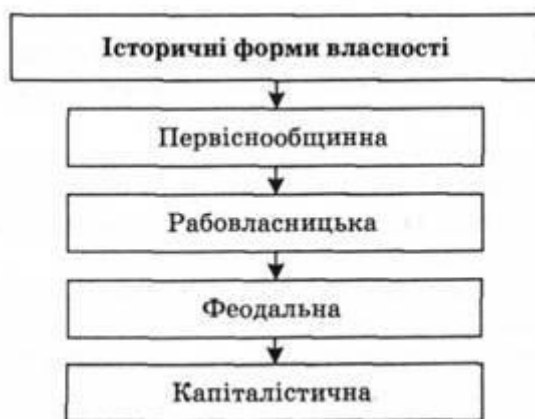 Історичні форми власності
Первіснообщинна
Рабовласницька
Феодальна
Капіталістична